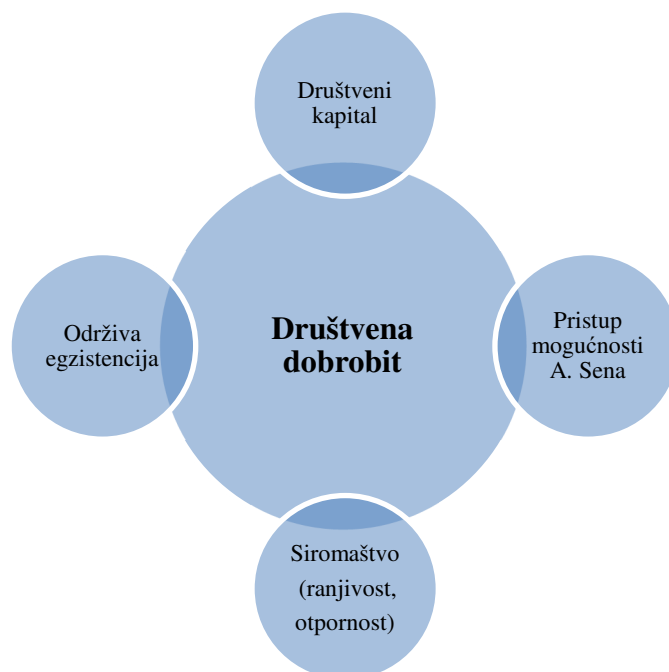 Društveni
kapital
Održiva
egzistencija
Društvena
dobrobit
Pristup
mogućnosti
A. Sena
Siromaštvo
(ranjivost,
otpornost)